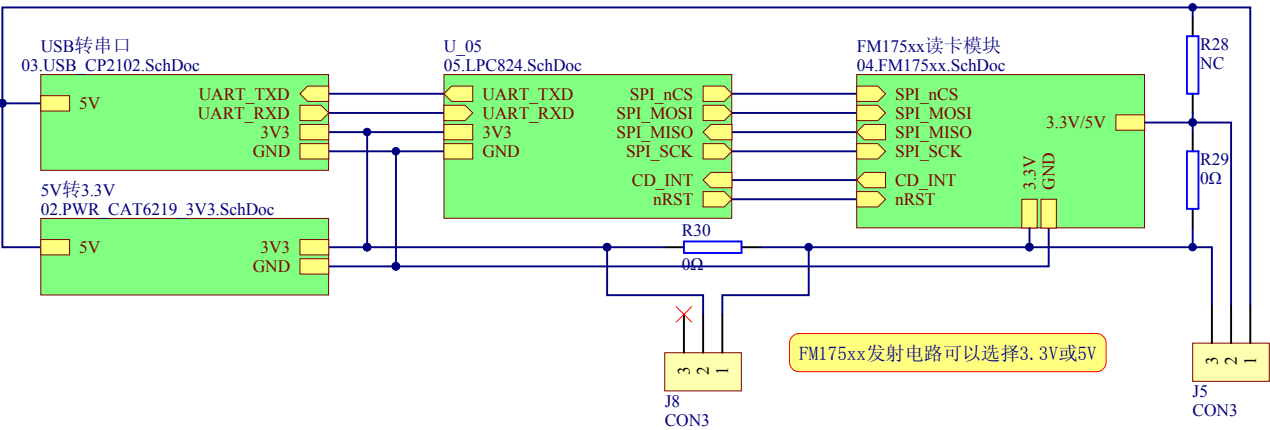 USB转串口
03.USB_CP2102.SchDoc
5V
UART_TXD
UART_RXD
3V3
GND
5V转3.3V
02.PWR_CAT6219_3V3.SchDoc
5V
3V3
GND
U_05
05.LPC824.SchDoc
UART_TXD
UART_RXD
3V3
GND
SPI_nCS
SPI_MOSI
SPI_MISO
SPI_SCK
CD_INT
nRST
FM175xx读卡模块
04.FM175xx.SchDoc
SPI_nCS
SPI_MOSI
SPI_MISO
SPI_SCK
CD_INT
nRST
3.3V/5V
3.3V
GND
R28
NC
R29
0Ω
R30
0Ω
3
2
1
J8
CON3
FM175xx发射电路可以选择3.3V或5V
3
2
1
J5
CON3